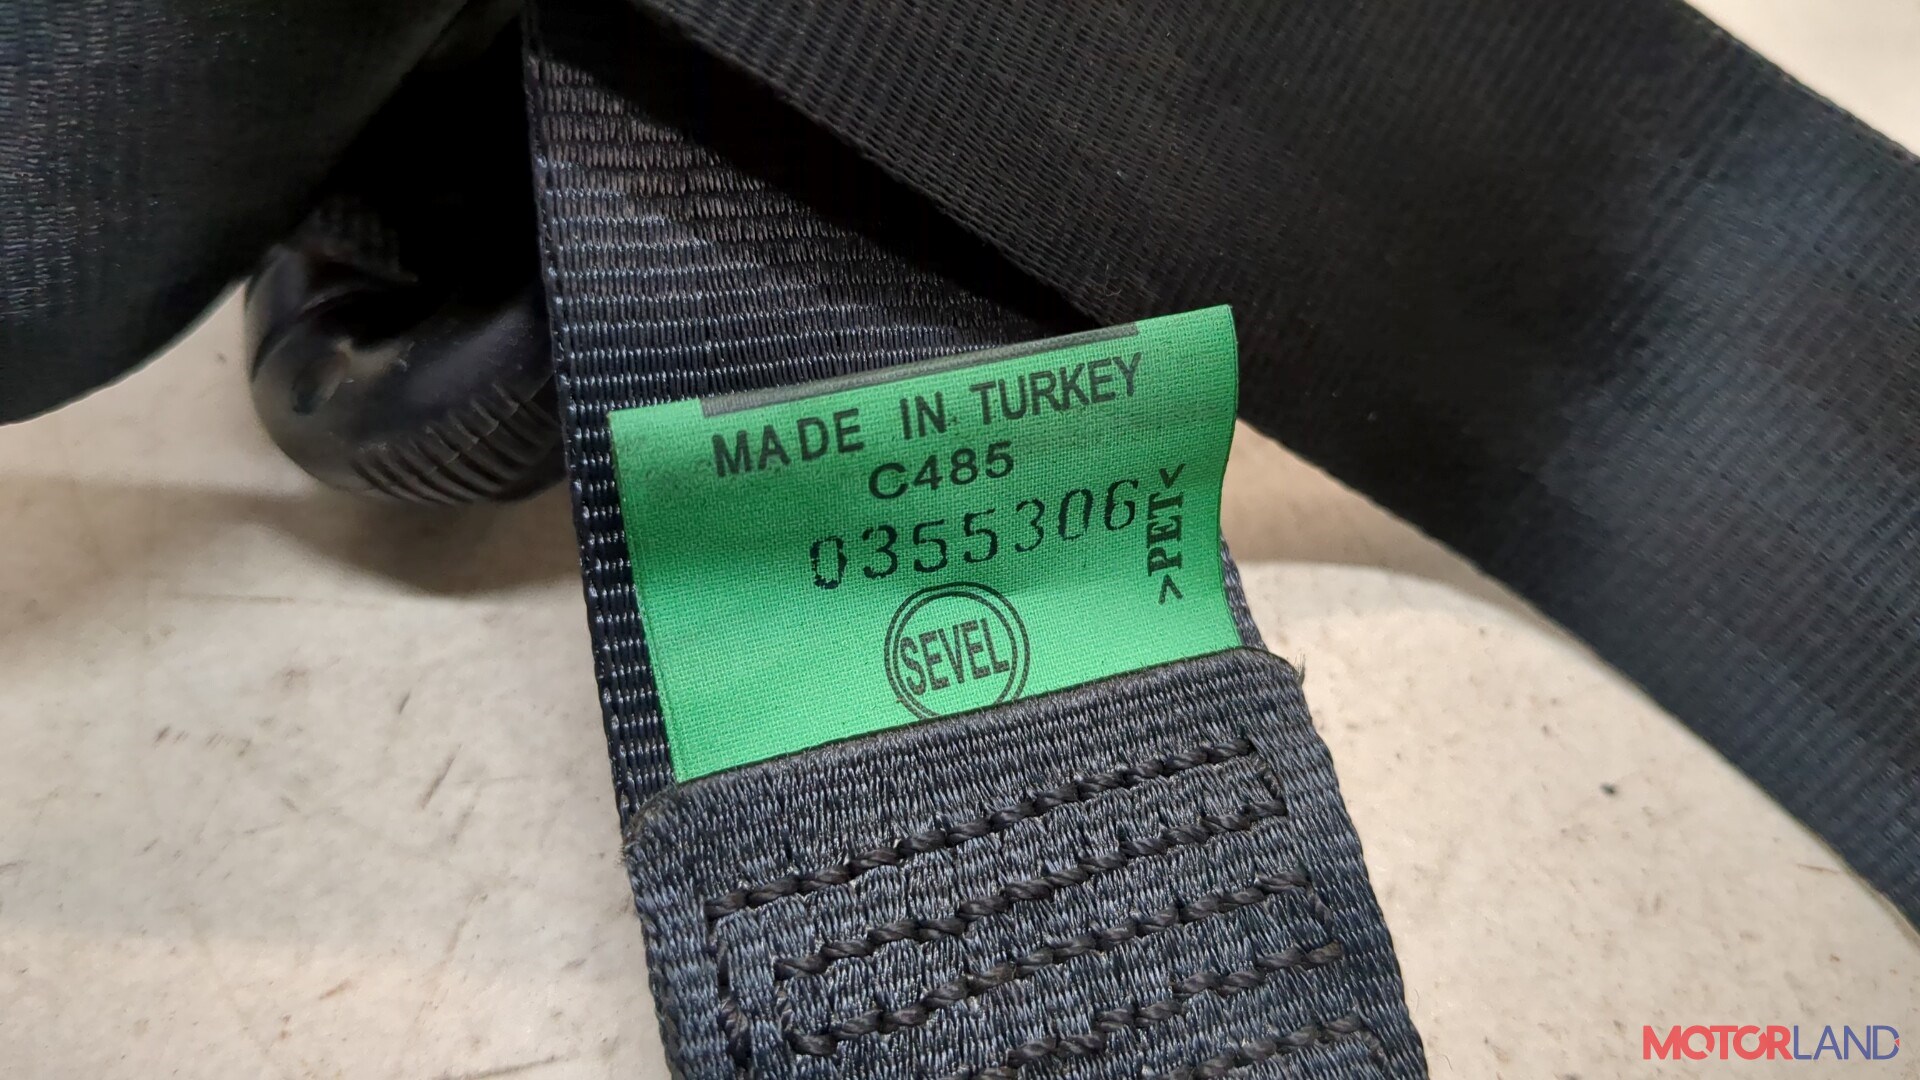 MADE IN TURKEY
C485
0355306
>PET<
SEVEL
MOTORLAND